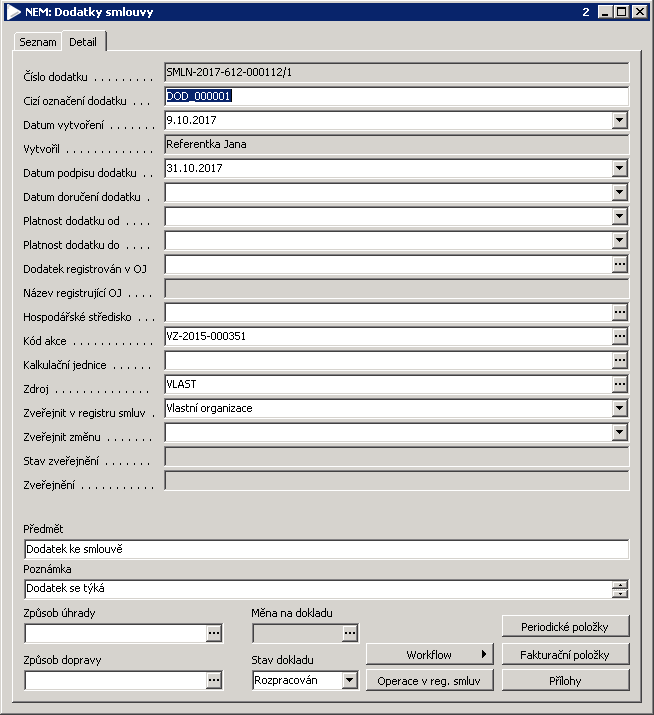 NEM: Dodatky smlouvy 2
Seznam Detail
Číslo dodatku . . . . . . . . . . SMLN-2017-612-000112/1
Cizí označení dodatku . . . DOD_000001
Datum vytvoření . . . . . . . 9.10.2017
Vytvořil . . . . . . . . . . . . . Referentka Jana
Datum podpisu dodatku . . 31.10.2017
Datum doručení dodatku .
Platnost dodatku od . . . .
Platnost dodatku do . . . .
Dodatek registrován v OJ
Název registrující OJ . . . .
Hospodářské středisko . . .
Kód akce . . . . . . . . . . . . VZ-2015-000351
Kalkulační jednice . . . . . .
Zdroj . . . . . . . . . . . . . . VLAST
Zveřejnit v registru smluv . Vlastní organizace
Zveřejnit změnu . . . . . . .
Stav zveřejnění . . . . . . .
Zveřejnění . . . . . . . . . . .
Předmět
Dodatek ke smlouvě
Poznámka
Dodatek se týká
Způsob úhrady Měna na dokladu Periodické položky
Workflow Fakturační položky
Způsob dopravy Stav dokladu
Rozpracován Operace v reg. smluv Přílohy